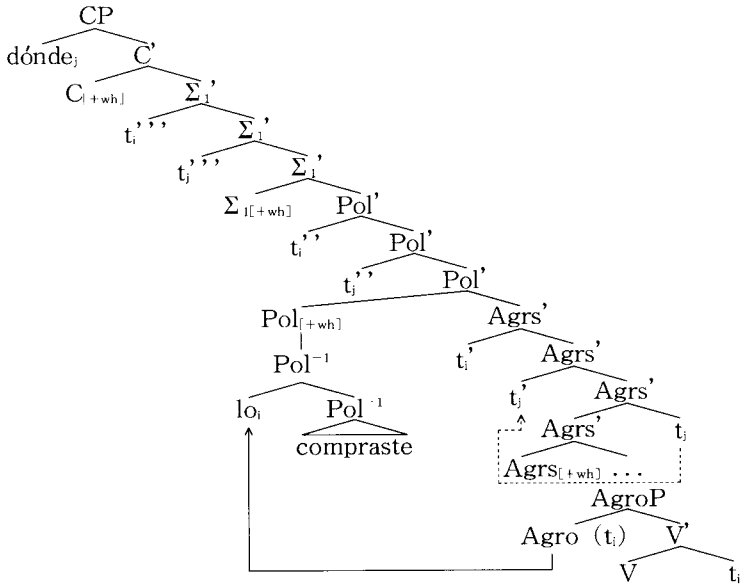 CP
dónde_j C'
C[+wh] Σ₁'
t_i''' Σ₁'
t_j''' Σ₁'
Σ₁[+wh] Pol'
t_i'' Pol'
t_j'' Pol'
Pol[+wh] Agrs'
Pol⁻¹ t_i' Agrs'
lo_i Pol⁻¹ t_j' Agrs'
compraste Agrs' t_j
Agrs[+wh] ...
AgroP
Agro (t_i) V'
V t_i